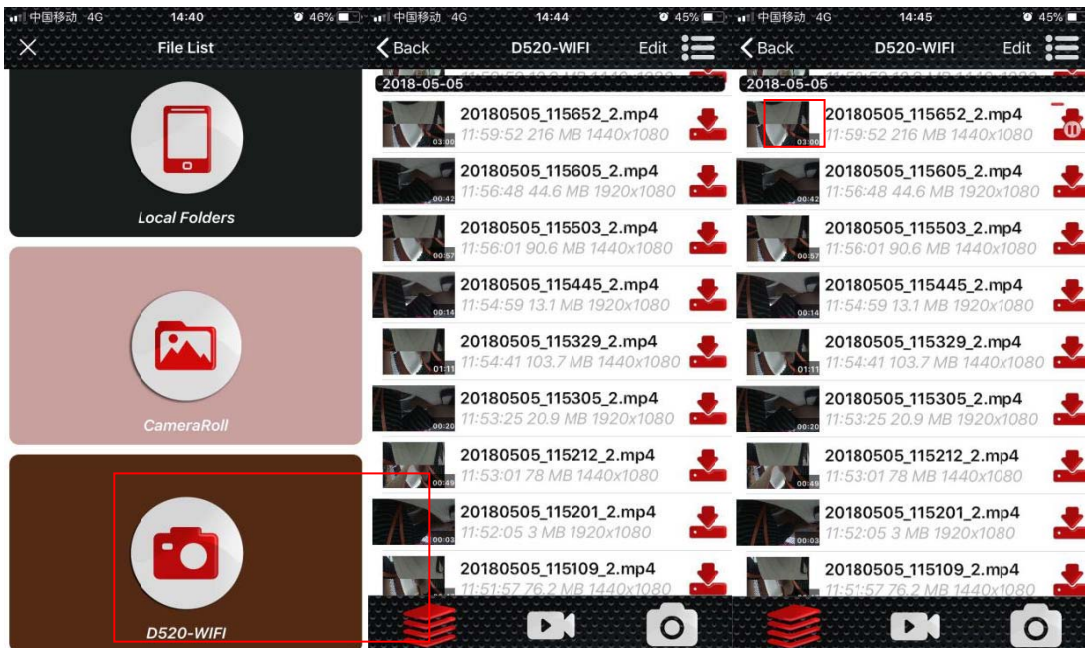 中国移动 4G 14:40 46%
File List
Local Folders
CameraRoll
D520-WIFI
中国移动 4G 14:44 45%
Back D520-WIFI Edit
2018-05-05
20180505_115652_2.mp4
03:00 11:59:52 216 MB 1440x1080
20180505_115605_2.mp4
00:42 11:56:48 44.6 MB 1920x1080
20180505_115503_2.mp4
00:57 11:56:01 90.6 MB 1440x1080
20180505_115445_2.mp4
00:14 11:54:59 13.1 MB 1920x1080
20180505_115329_2.mp4
01:11 11:54:41 103.7 MB 1440x1080
20180505_115305_2.mp4
00:20 11:53:25 20.9 MB 1920x1080
20180505_115212_2.mp4
00:49 11:53:01 78 MB 1440x1080
20180505_115201_2.mp4
00:03 11:52:05 3 MB 1920x1080
20180505_115109_2.mp4
11:51:57 76.2 MB 1440x1080
中国移动 4G 14:45 45%
Back D520-WIFI Edit
2018-05-05
20180505_115652_2.mp4
03:00 11:59:52 216 MB 1440x1080
20180505_115605_2.mp4
00:42 11:56:48 44.6 MB 1920x1080
20180505_115503_2.mp4
00:57 11:56:01 90.6 MB 1440x1080
20180505_115445_2.mp4
00:14 11:54:59 13.1 MB 1920x1080
20180505_115329_2.mp4
01:11 11:54:41 103.7 MB 1440x1080
20180505_115305_2.mp4
00:20 11:53:25 20.9 MB 1920x1080
20180505_115212_2.mp4
00:49 11:53:01 78 MB 1440x1080
20180505_115201_2.mp4
00:03 11:52:05 3 MB 1920x1080
20180505_115109_2.mp4
11:51:57 76.2 MB 1440x1080